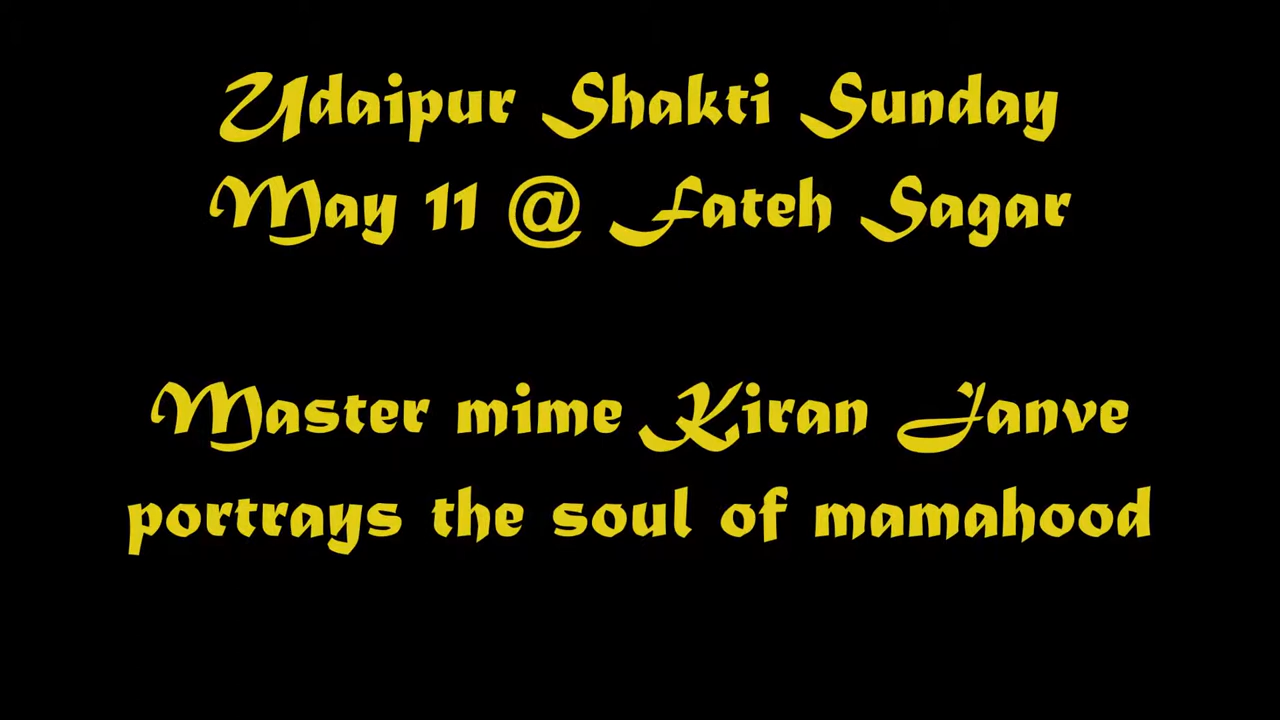 Udaipur Shakti Sunday
May 11 @ Fateh Sagar
Master mime Kiran Janve
portrays the soul of mamahood